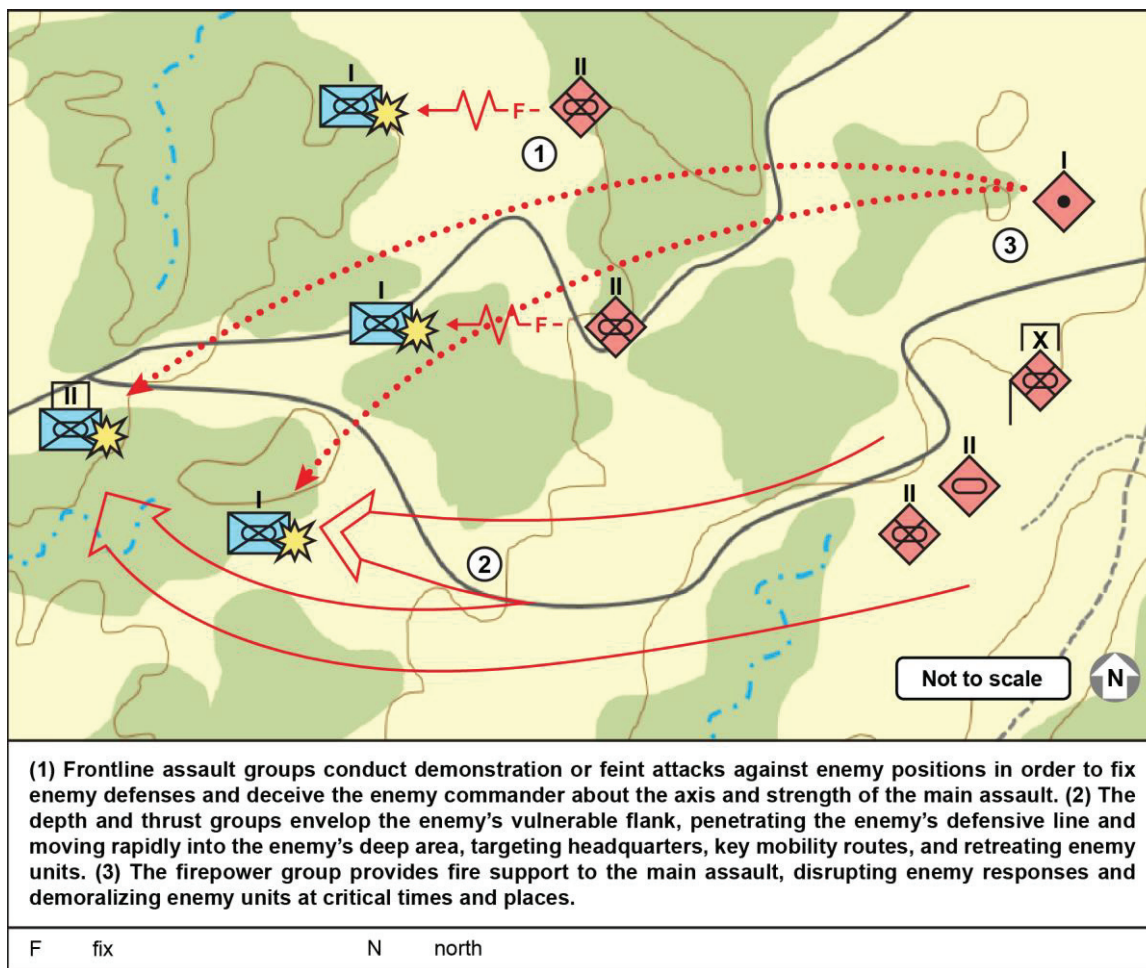 I
II
F
1
I
3
I
II
F
X
II
II
II
I
2
Not to scale
N
(1) Frontline assault groups conduct demonstration or feint attacks against enemy positions in order to fix
enemy defenses and deceive the enemy commander about the axis and strength of the main assault. (2) The
depth and thrust groups envelop the enemy’s vulnerable flank, penetrating the enemy’s defensive line and
moving rapidly into the enemy’s deep area, targeting headquarters, key mobility routes, and retreating enemy
units. (3) The firepower group provides fire support to the main assault, disrupting enemy responses and
demoralizing enemy units at critical times and places.
F fix N north